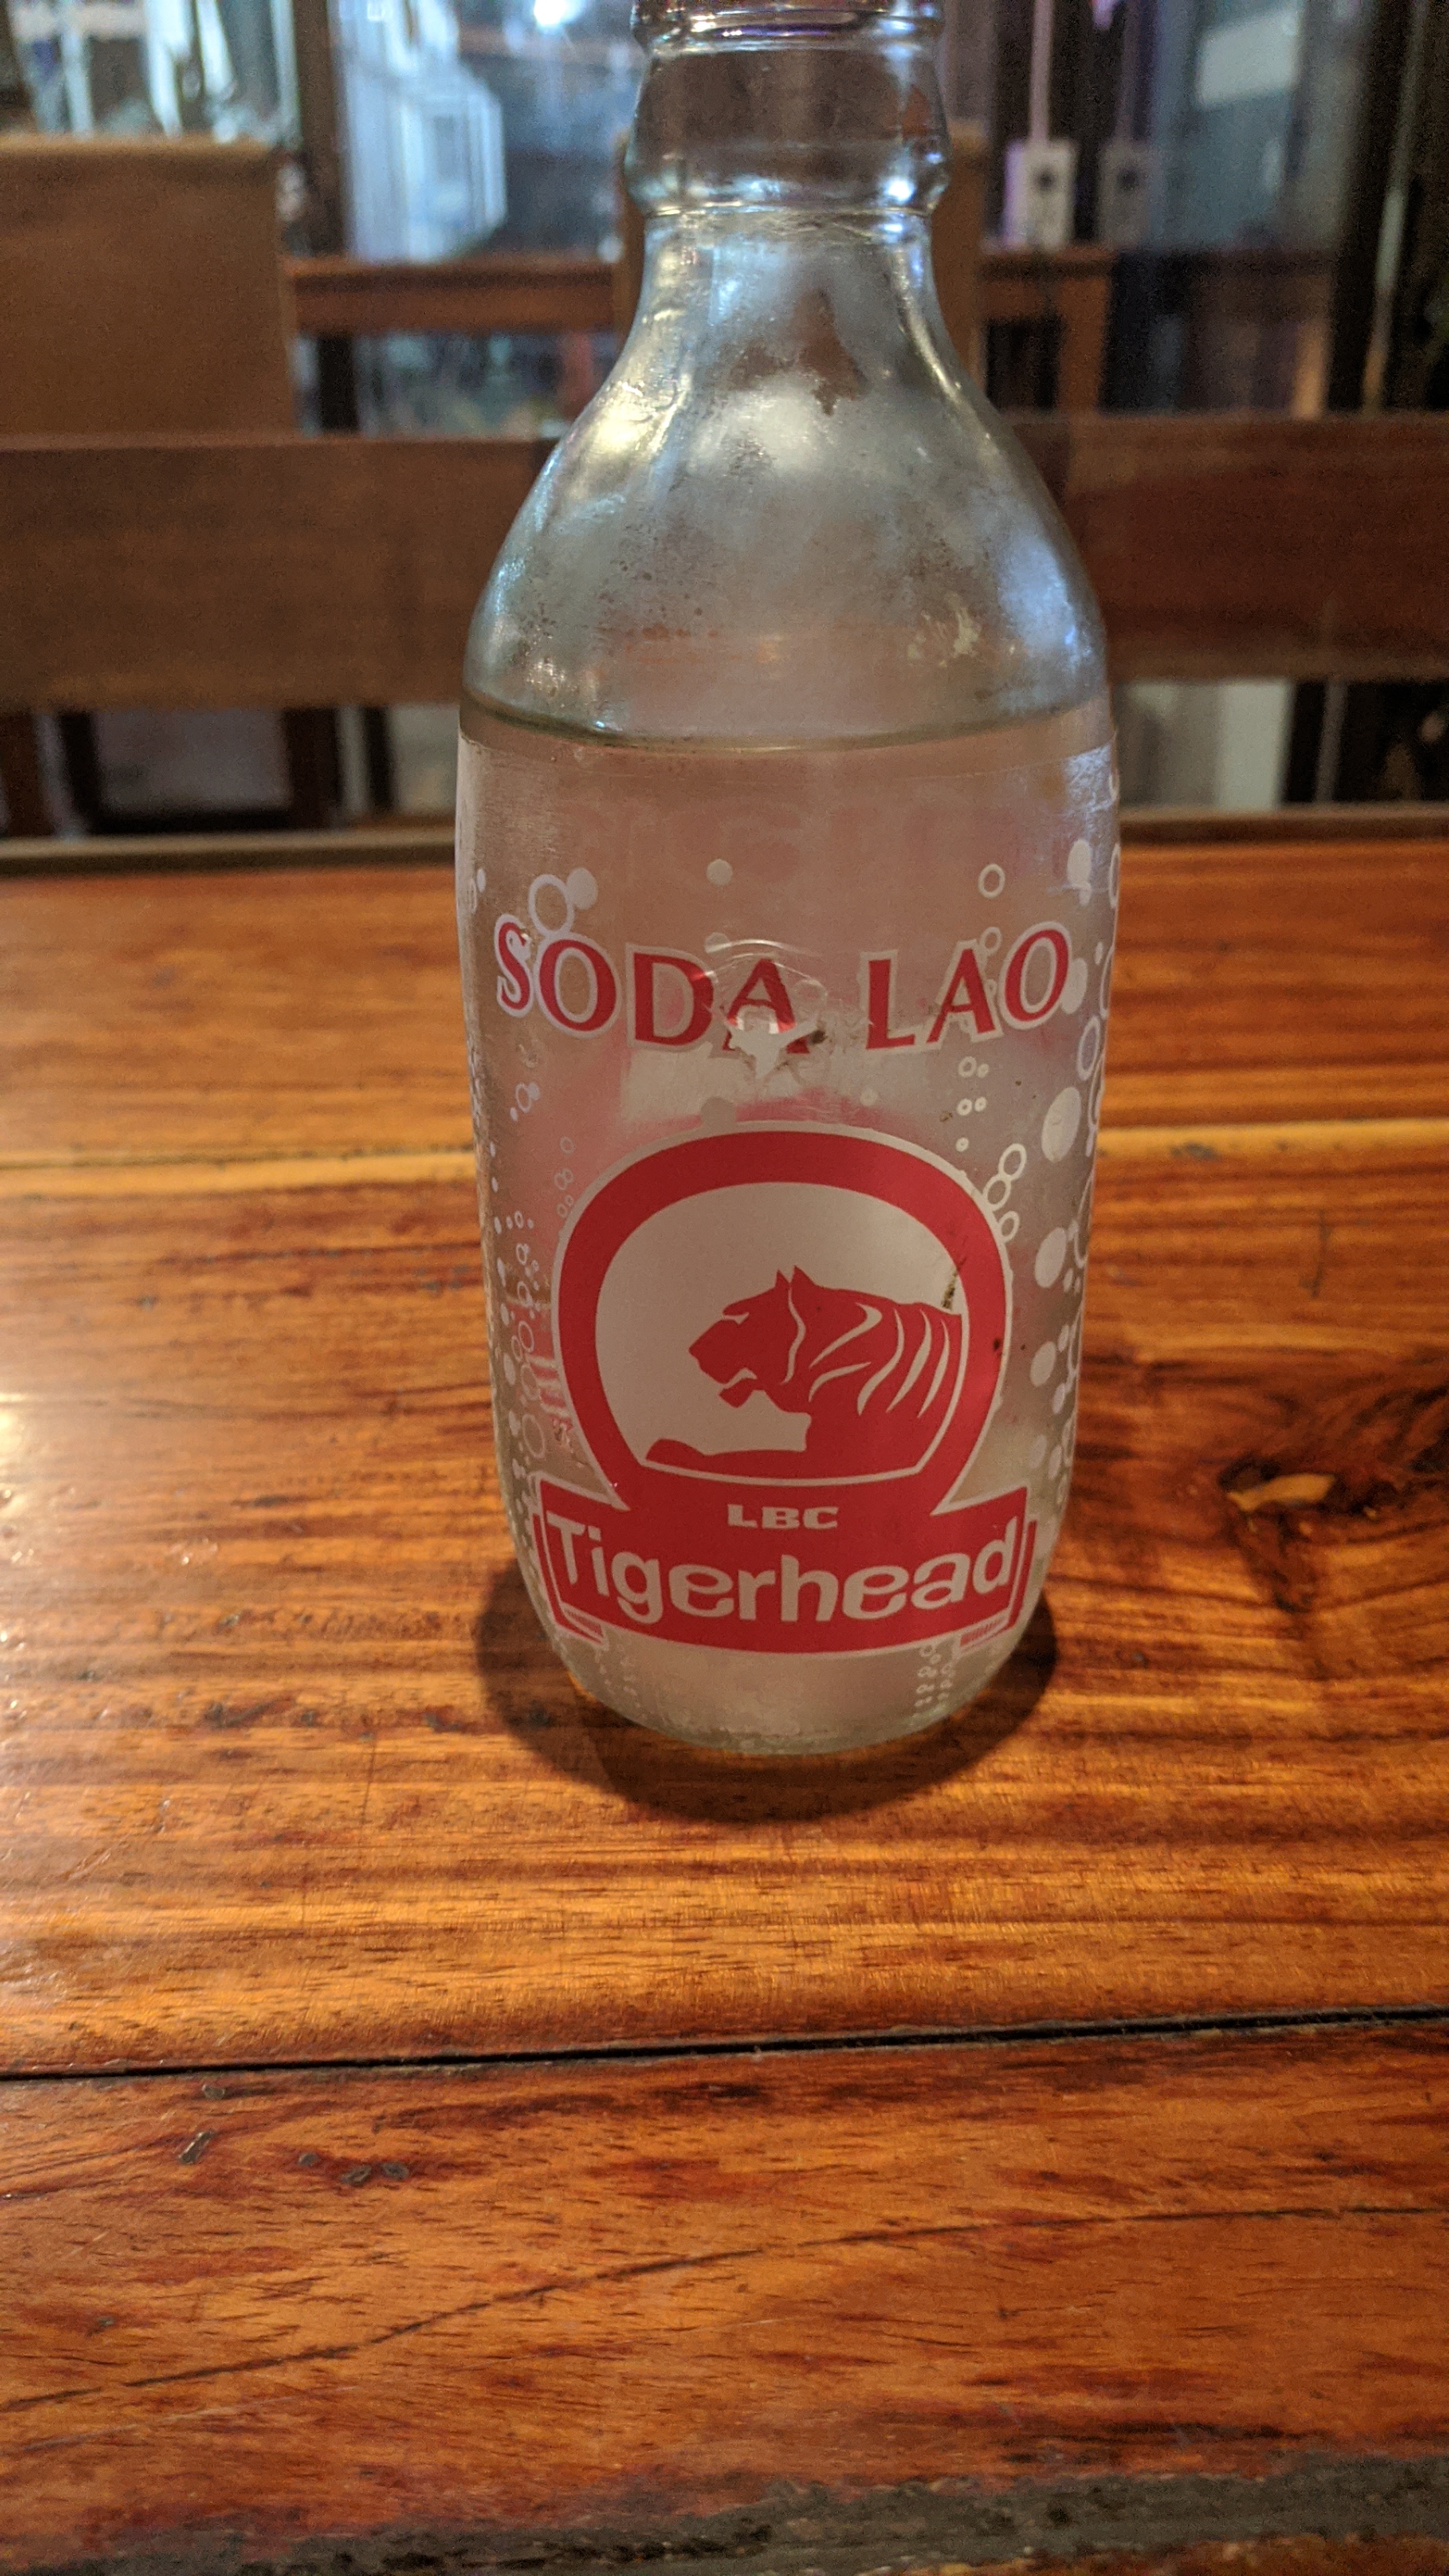 SODA LAO
LBC
Tigerhead